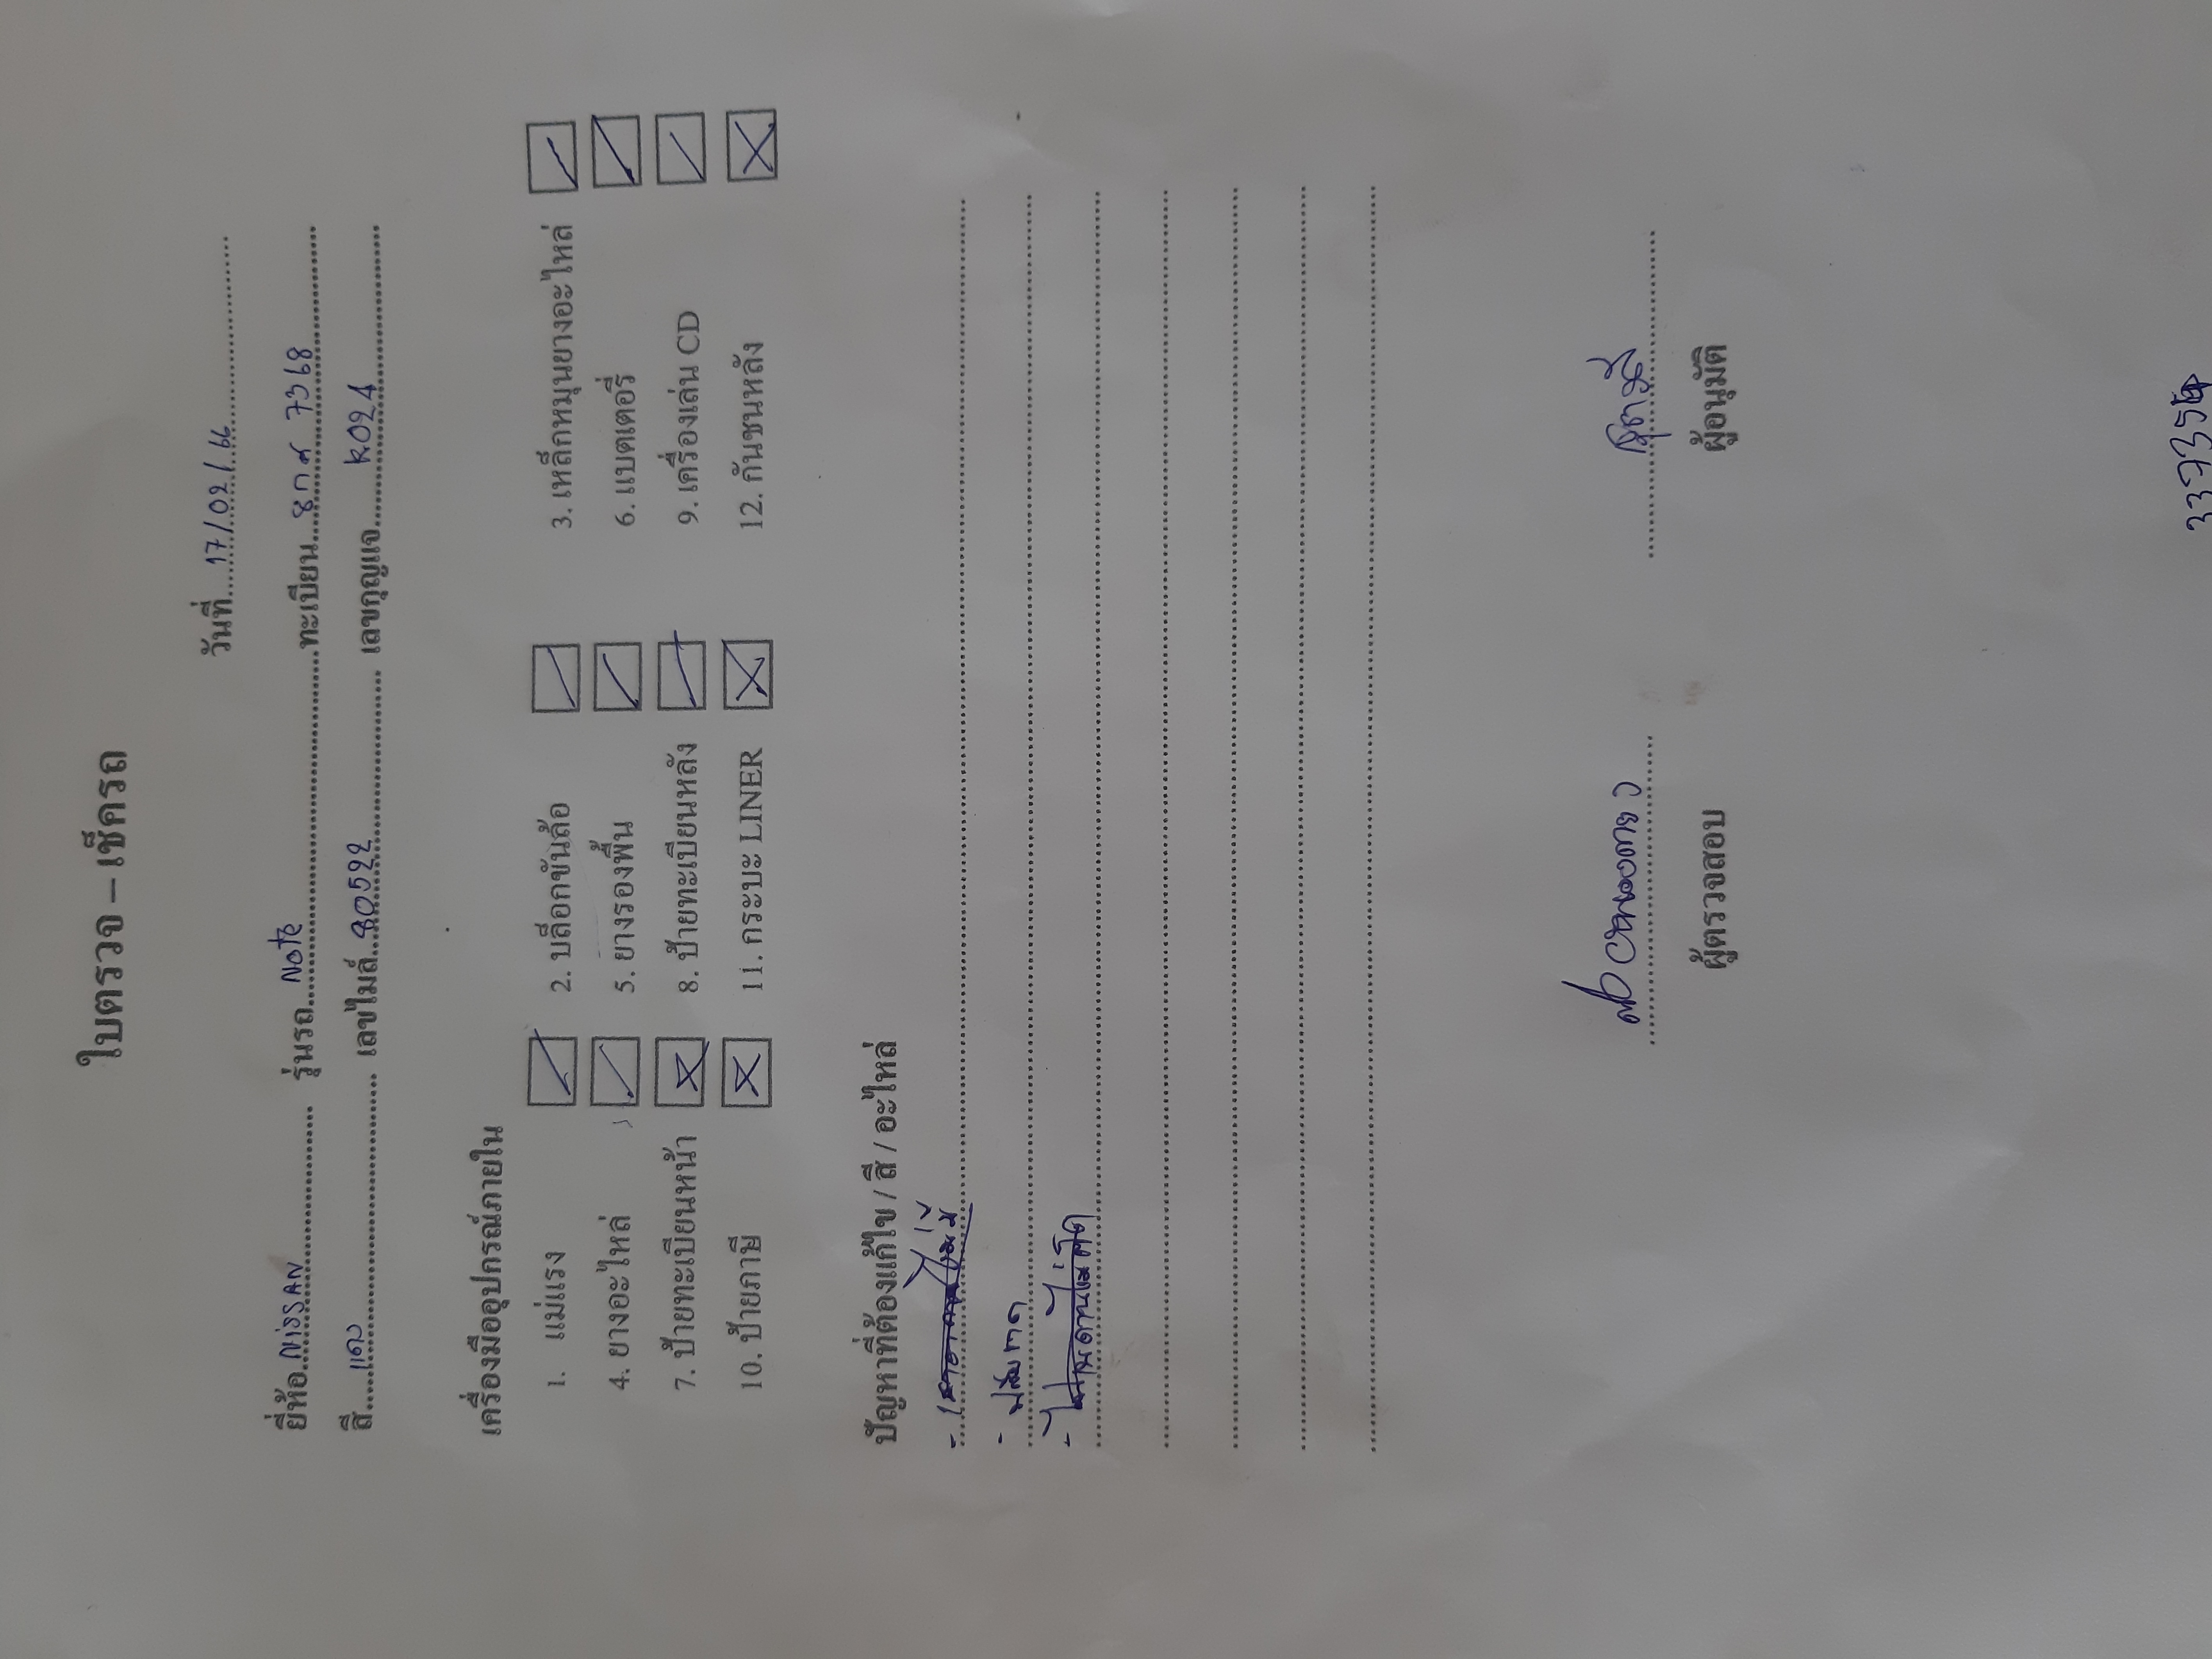 ใบตรวจ – เช็ครถ
วันที่ 17/02/66
ยี่ห้อ NISSAN รุ่นรถ Note ทะเบียน 8กศ 7368
สี แดง เลขไมล์ 80522 เลขกุญแจ K024
เครื่องมืออุปกรณ์ภายใน
1. แม่แรง 2. บล็อกขันล้อ 3. เหล็กหมุนยางอะไหล่
4. ยางอะไหล่ 5. ยางรองพื้น 6. แบตเตอรี่
7. ป้ายทะเบียนหน้า 8. ป้ายทะเบียนหลัง 9. เครื่องเล่น CD
10. ป้ายภาษี 11. กระบะ LINER 12. กันชนหลัง
ปัญหาที่ต้องแก้ไข / สี / อะไหล่
ผู้ตรวจสอบ ผู้อนุมัติ